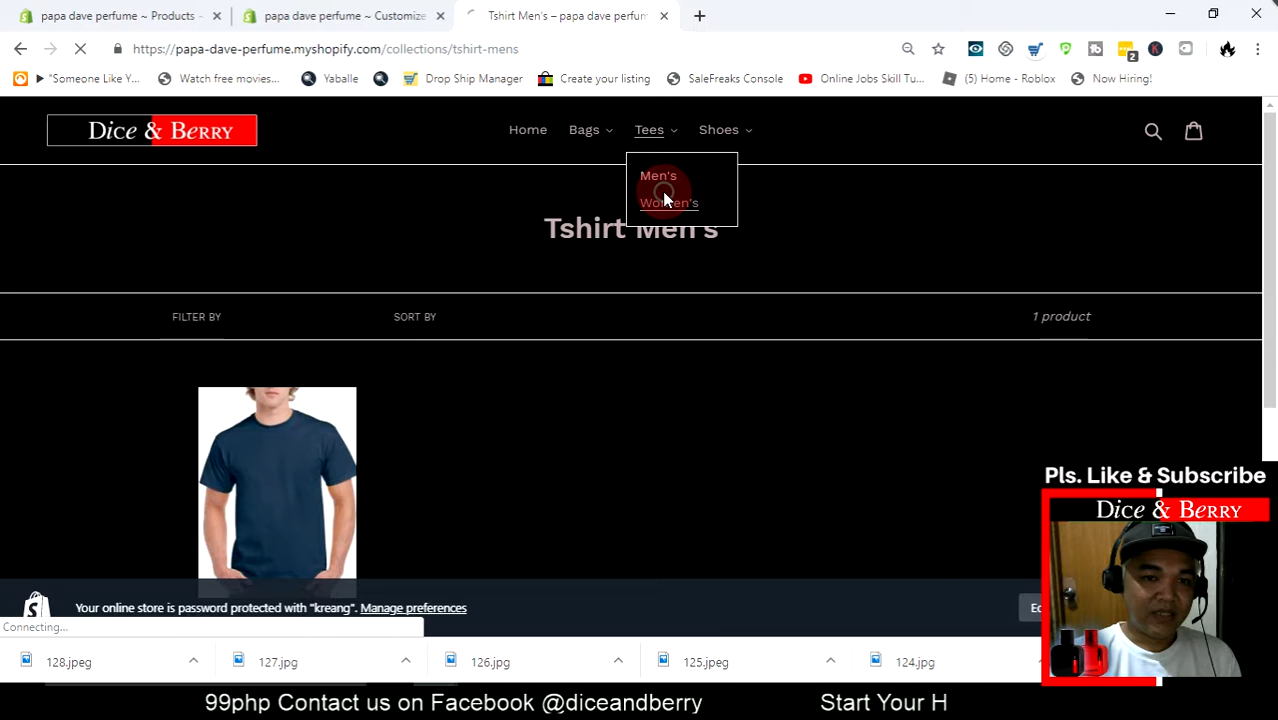 papa dave perfume ~ Products -
papa dave perfume ~ Customize
Tshirt Men's – papa dave perfum
https://papa-dave-perfume.myshopify.com/collections/tshirt-mens
2
K
"Someone Like Y...
Watch free movies...
Yaballe
Drop Ship Manager
Create your listing
SaleFreaks Console
Online Jobs Skill Tu...
(5) Home - Roblox
Now Hiring!
Dice & Berry
Home
Bags
Tees
Shoes
Men's
Women's
Tshirt Men's
FILTER BY
SORT BY
1 product
Pls. Like & Subscribe
Dice & Berry
Your online store is password protected with "kreang". Manage preferences
Connecting...
128.jpeg
127.jpg
126.jpg
125.jpeg
124.jpg
99php Contact us on Facebook @diceandberry
Start Your H